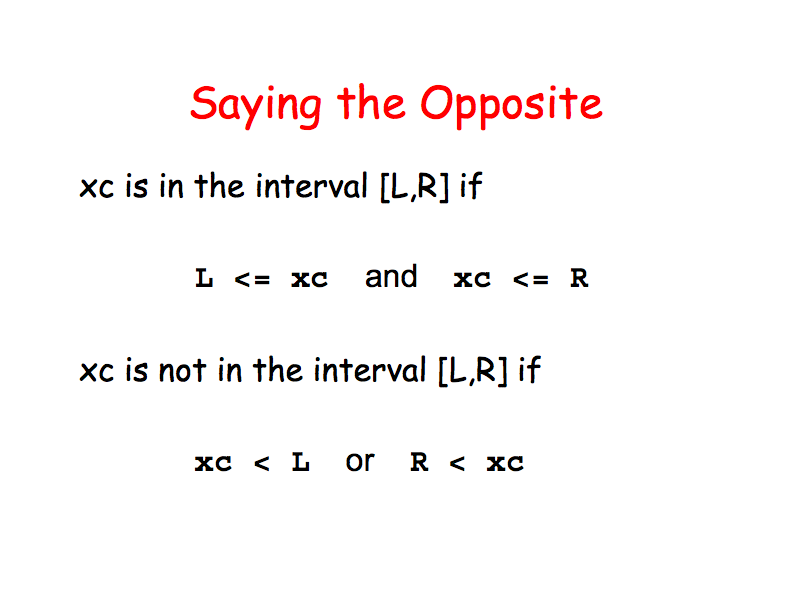 Saying the Opposite
xc is in the interval [L,R] if
L <= xc and xc <= R
xc is not in the interval [L,R] if
xc < L or R < xc